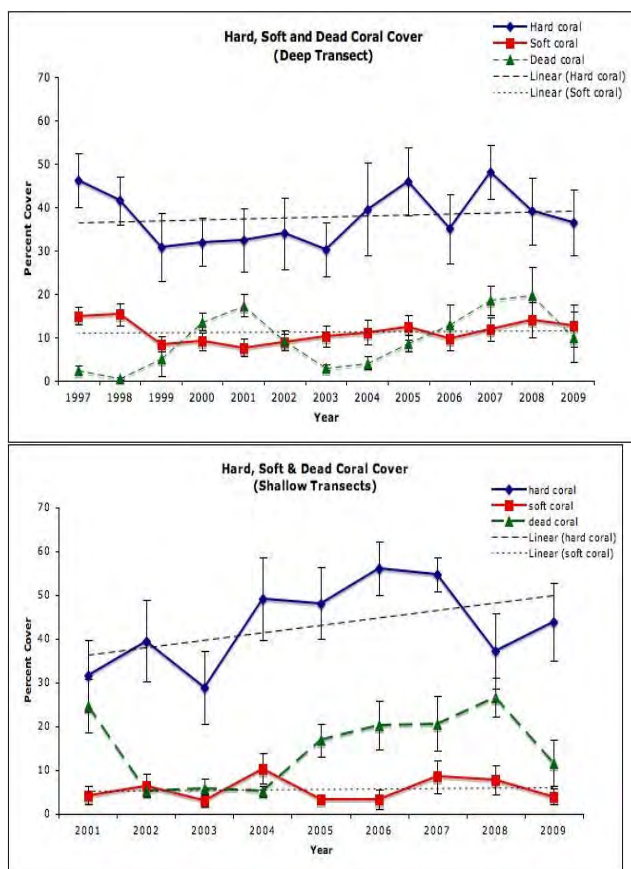 Hard, Soft and Dead Coral Cover
(Deep Transect)
Hard coral
Soft coral
Dead coral
Linear (Hard coral)
Linear (Soft coral)
70
60
50
40
30
20
10
0
Percent Cover
1997 1998 1999 2000 2001 2002 2003 2004 2005 2006 2007 2008 2009
Year
Hard, Soft & Dead Coral Cover
(Shallow Transects)
hard coral
soft coral
dead coral
Linear (hard coral)
Linear (soft coral)
70
60
50
40
30
20
10
0
Percent Cover
2001 2002 2003 2004 2005 2006 2007 2008 2009
Year